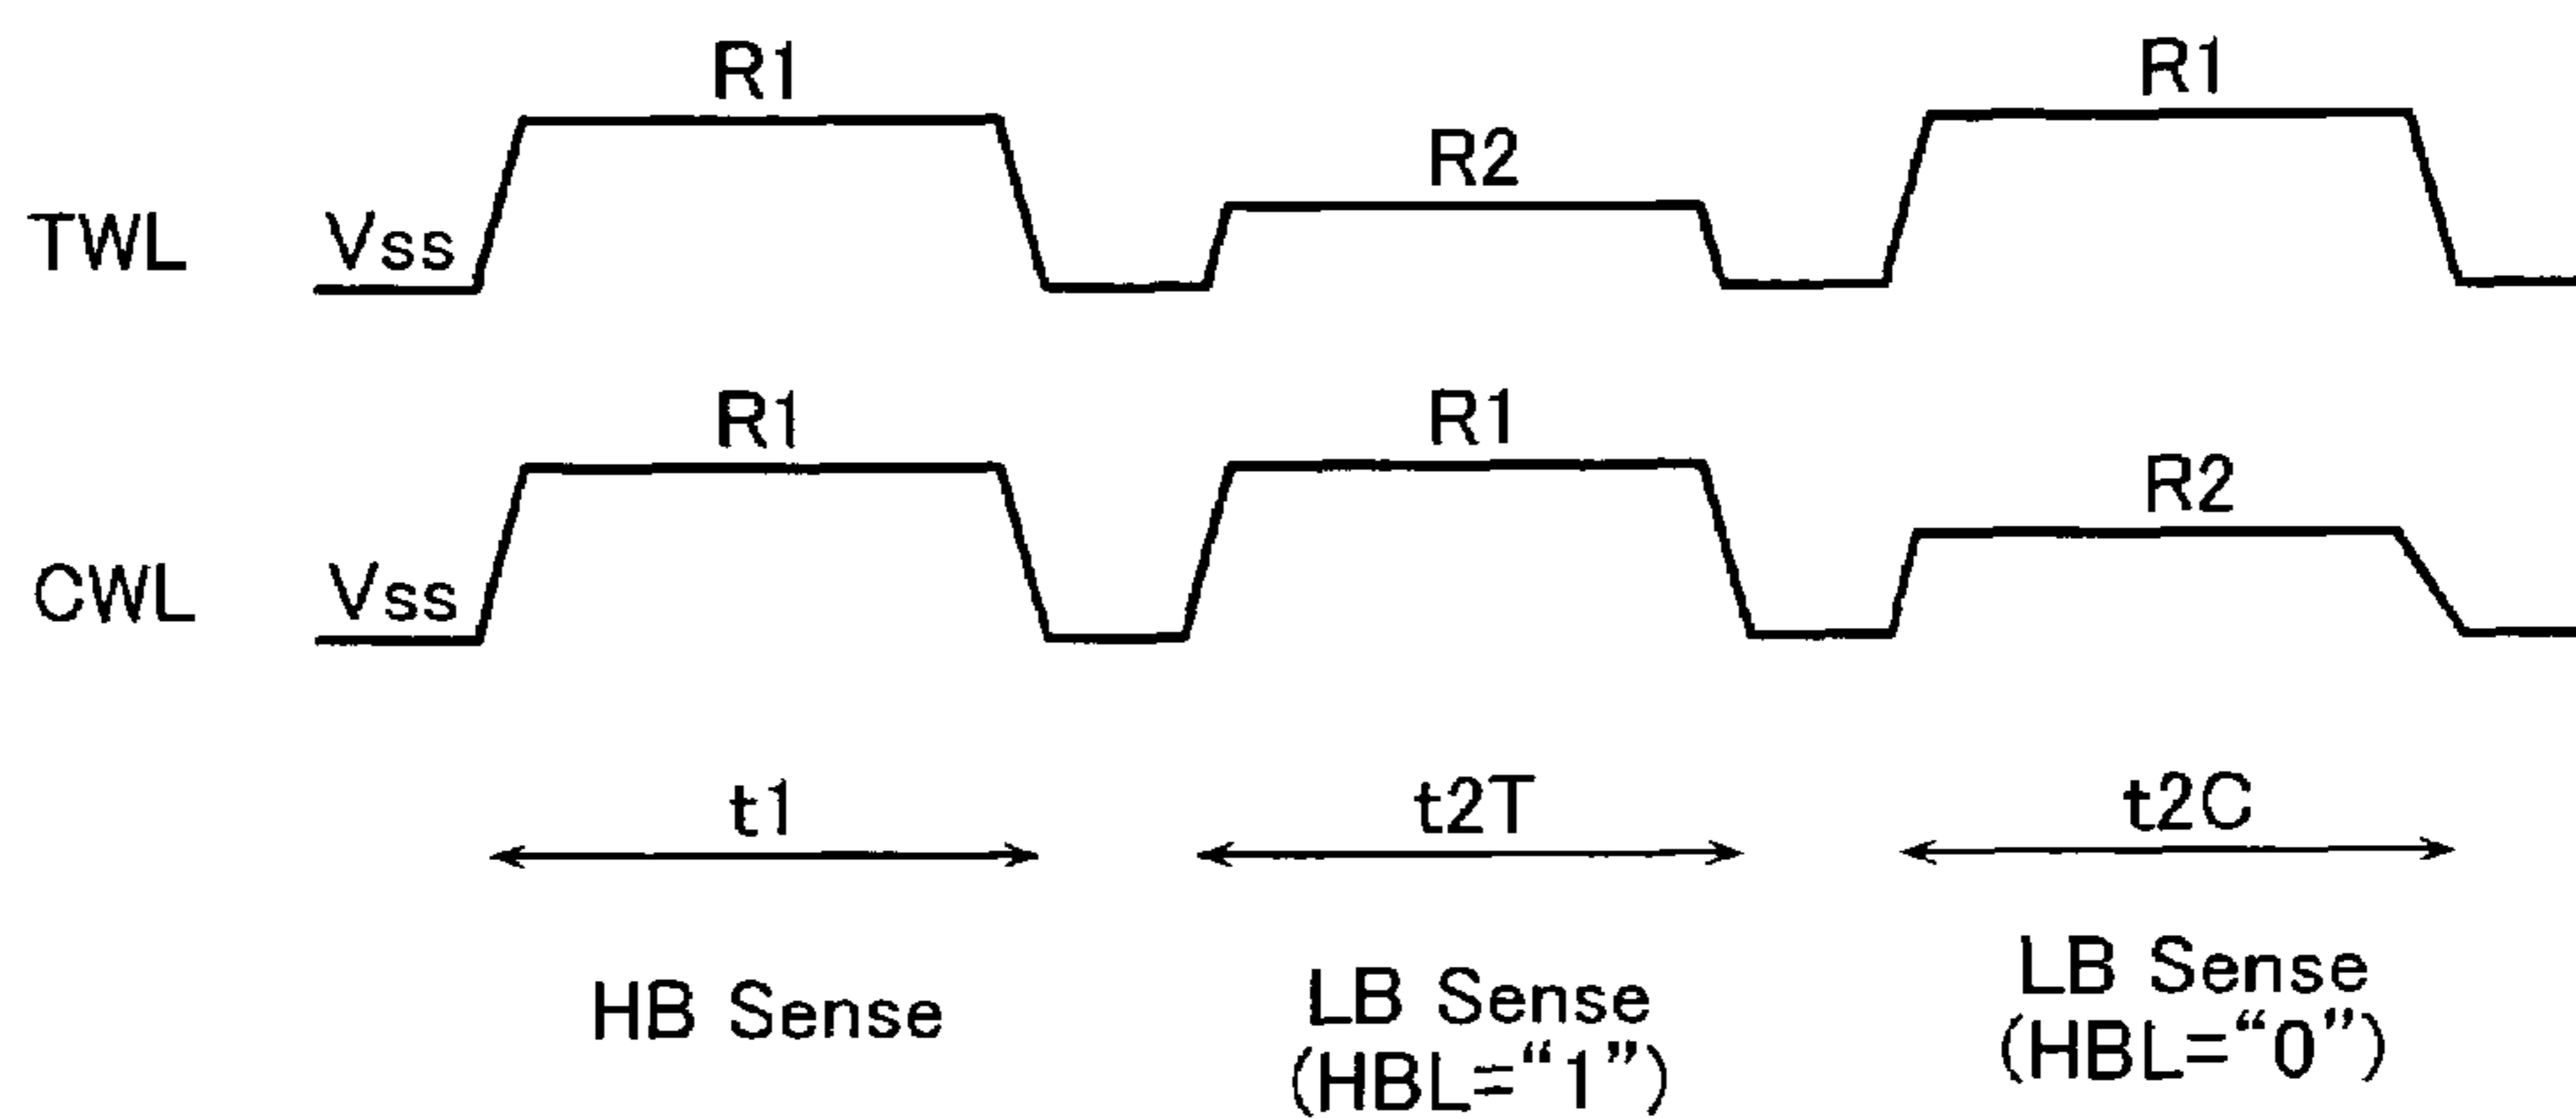 R1
R2
R1
TWL
Vss
R1
R1
R2
CWL
Vss
t1
t2T
t2C
HB Sense
LB Sense
(HBL=“1”)
LB Sense
(HBL=“0”)